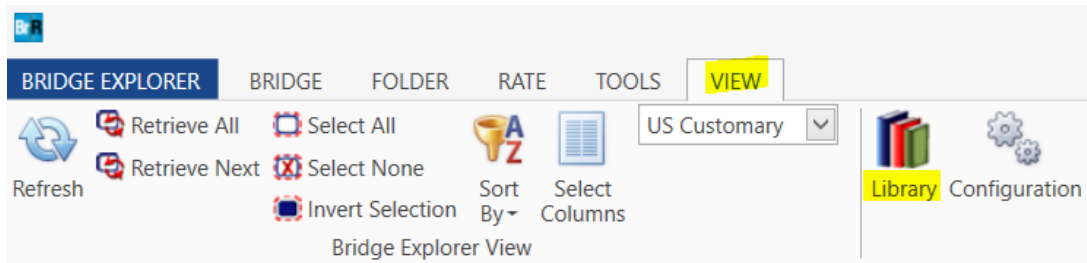 BrR
BRIDGE EXPLORER BRIDGE FOLDER RATE TOOLS VIEW
Refresh
Retrieve All
Retrieve Next
Select All
Select None
Invert Selection
A
Z
Sort
By
Select
Columns
US Customary
Library
Configuration
Bridge Explorer View